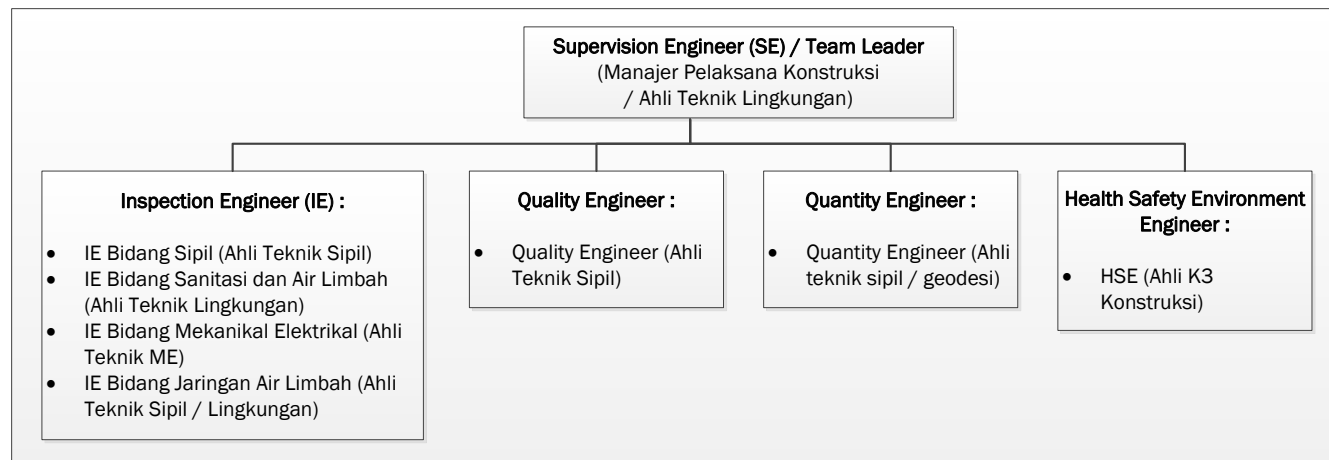 Supervision Engineer (SE) / Team Leader
(Manajer Pelaksana Konstruksi
/ Ahli Teknik Lingkungan)
Inspection Engineer (IE) :
• IE Bidang Sipil (Ahli Teknik Sipil)
• IE Bidang Sanitasi dan Air Limbah
(Ahli Teknik Lingkungan)
• IE Bidang Mekanikal Elektrikal (Ahli
Teknik ME)
• IE Bidang Jaringan Air Limbah (Ahli
Teknik Sipil / Lingkungan)
Quality Engineer :
• Quality Engineer (Ahli
Teknik Sipil)
Quantity Engineer :
• Quantity Engineer (Ahli
teknik sipil / geodesi)
Health Safety Environment
Engineer :
• HSE (Ahli K3
Konstruksi)